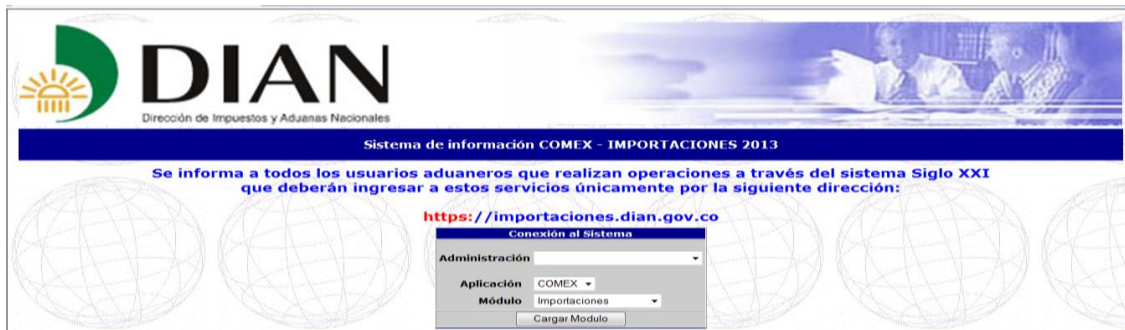 DIAN
Dirección de Impuestos y Aduanas Nacionales
Sistema de información COMEX - IMPORTACIONES 2013
Se informa a todos los usuarios aduaneros que realizan operaciones a través del sistema Siglo XXI
que deberán ingresar a estos servicios únicamente por la siguiente dirección:
https://importaciones.dian.gov.co
Conexión al Sistema
Administración
Aplicación COMEX
Módulo Importaciones
Cargar Modulo